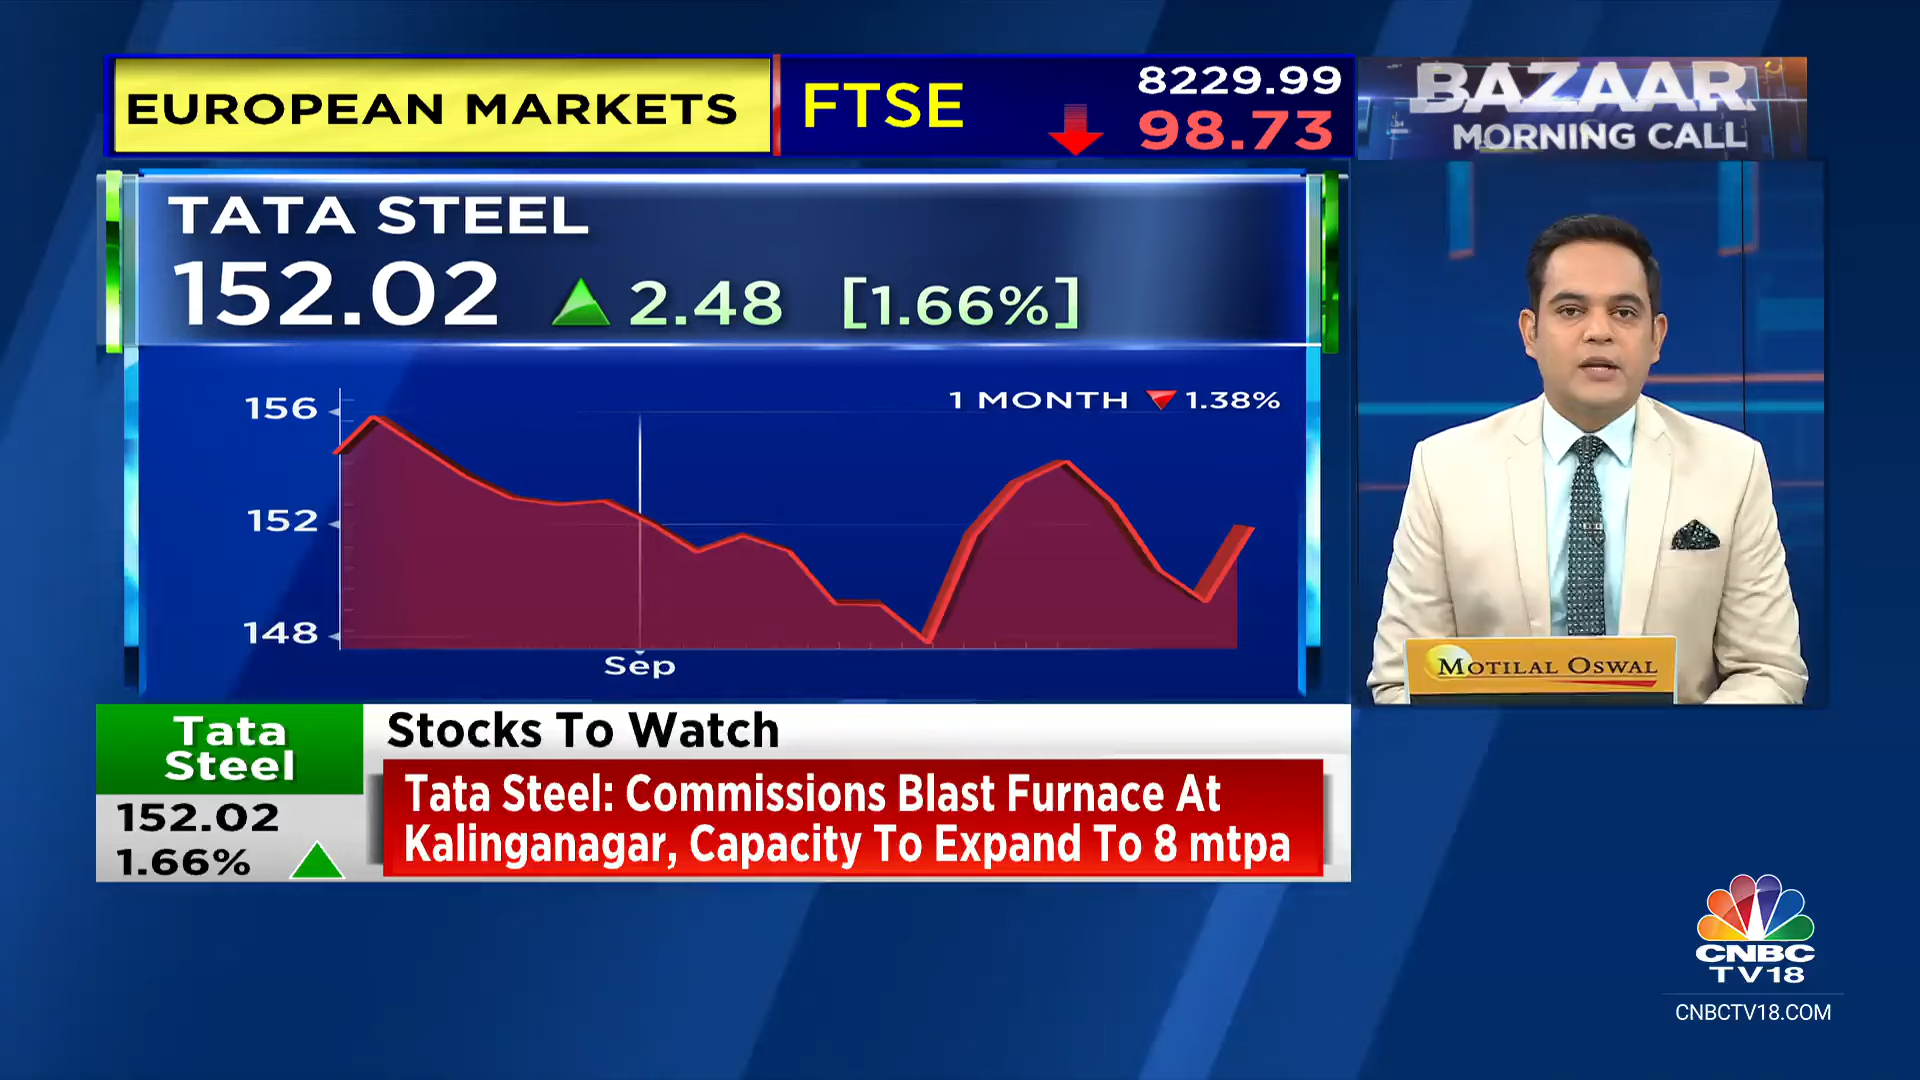 EUROPEAN MARKETS
FTSE
8229.99
98.73
BAZAAR
MORNING CALL
TATA STEEL
152.02 2.48 [1.66%]
1 MONTH 1.38%
156
152
148
Sep
MOTILAL OSWAL
Tata
Steel
152.02
1.66%
Stocks To Watch
Tata Steel: Commissions Blast Furnace At
Kalinganagar, Capacity To Expand To 8 mtpa
CNBC
TV18
CNBCTV18.COM